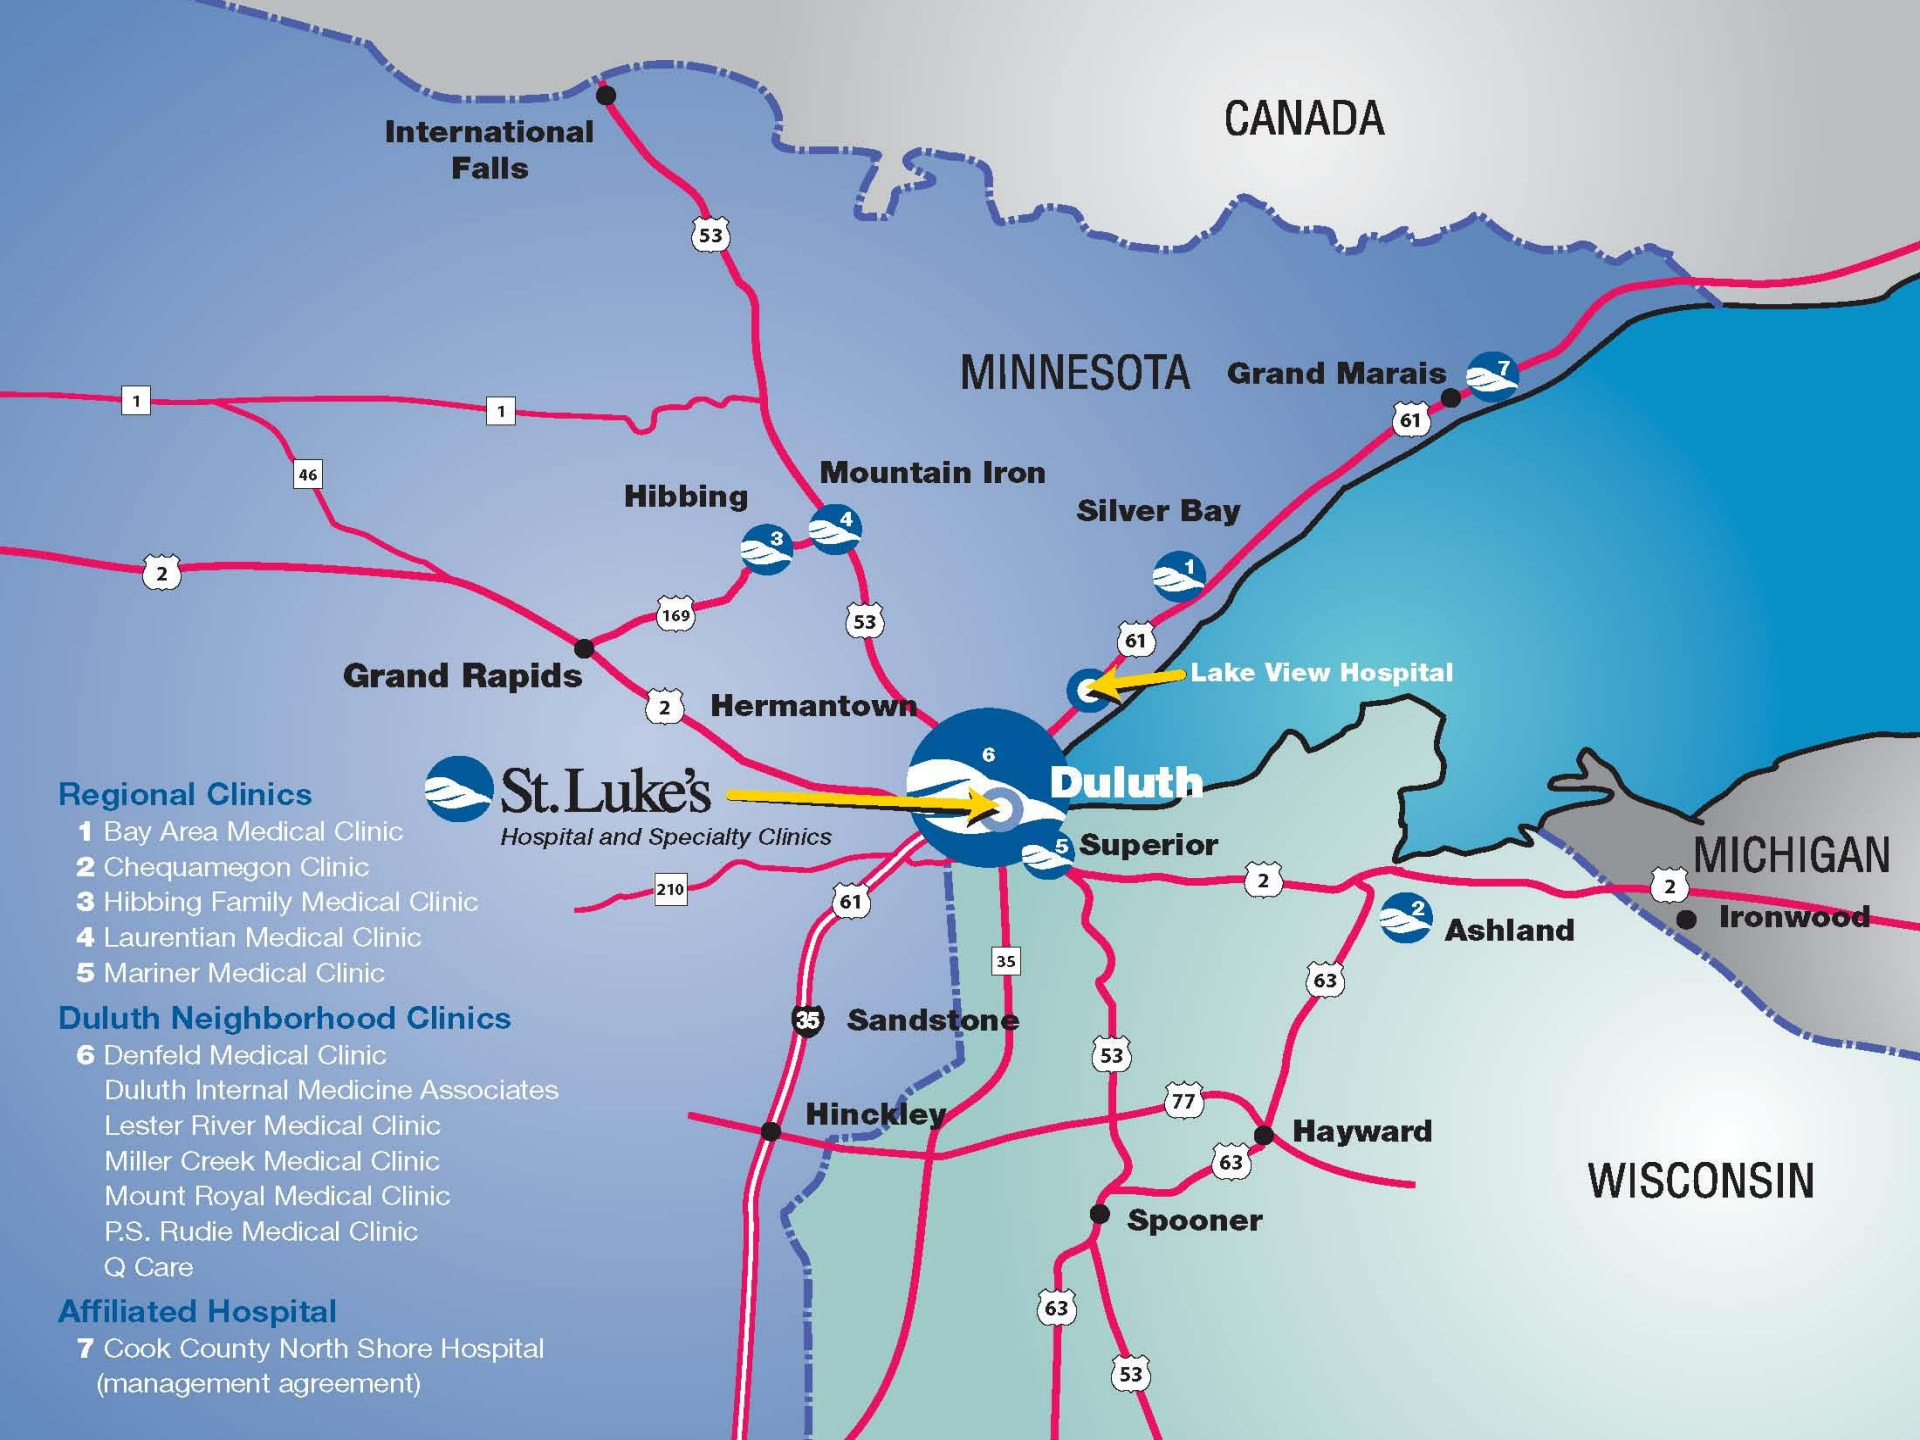 CANADA
International
Falls
53
MINNESOTA
Grand Marais
7
61
1
1
46
Mountain Iron
Hibbing
4
3
Silver Bay
1
2
169
53
61
Grand Rapids
Lake View Hospital
2
Hermantown
6
Duluth
St. Luke's
Hospital and Specialty Clinics
5
Superior
MICHIGAN
210
61
2
2
2
Ashland
Ironwood
35
63
35
Sandstone
53
77
Hinckley
Hayward
63
WISCONSIN
Spooner
63
53
Regional Clinics
1 Bay Area Medical Clinic
2 Chequamegon Clinic
3 Hibbing Family Medical Clinic
4 Laurentian Medical Clinic
5 Mariner Medical Clinic
Duluth Neighborhood Clinics
6 Denfeld Medical Clinic
Duluth Internal Medicine Associates
Lester River Medical Clinic
Miller Creek Medical Clinic
Mount Royal Medical Clinic
P.S. Rudie Medical Clinic
Q Care
Affiliated Hospital
7 Cook County North Shore Hospital
(management agreement)